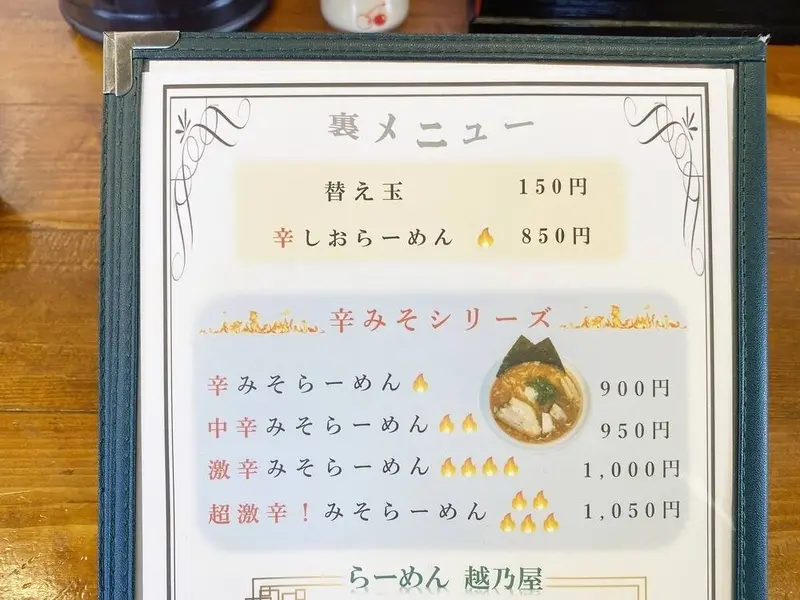 裏メニュー
替え玉 150円
辛しおらーめん 850円
辛みそシリーズ
辛みそらーめん 900円
中辛みそらーめん 950円
激辛みそらーめん 1,000円
超激辛!みそらーめん 1,050円
らーめん 越乃屋